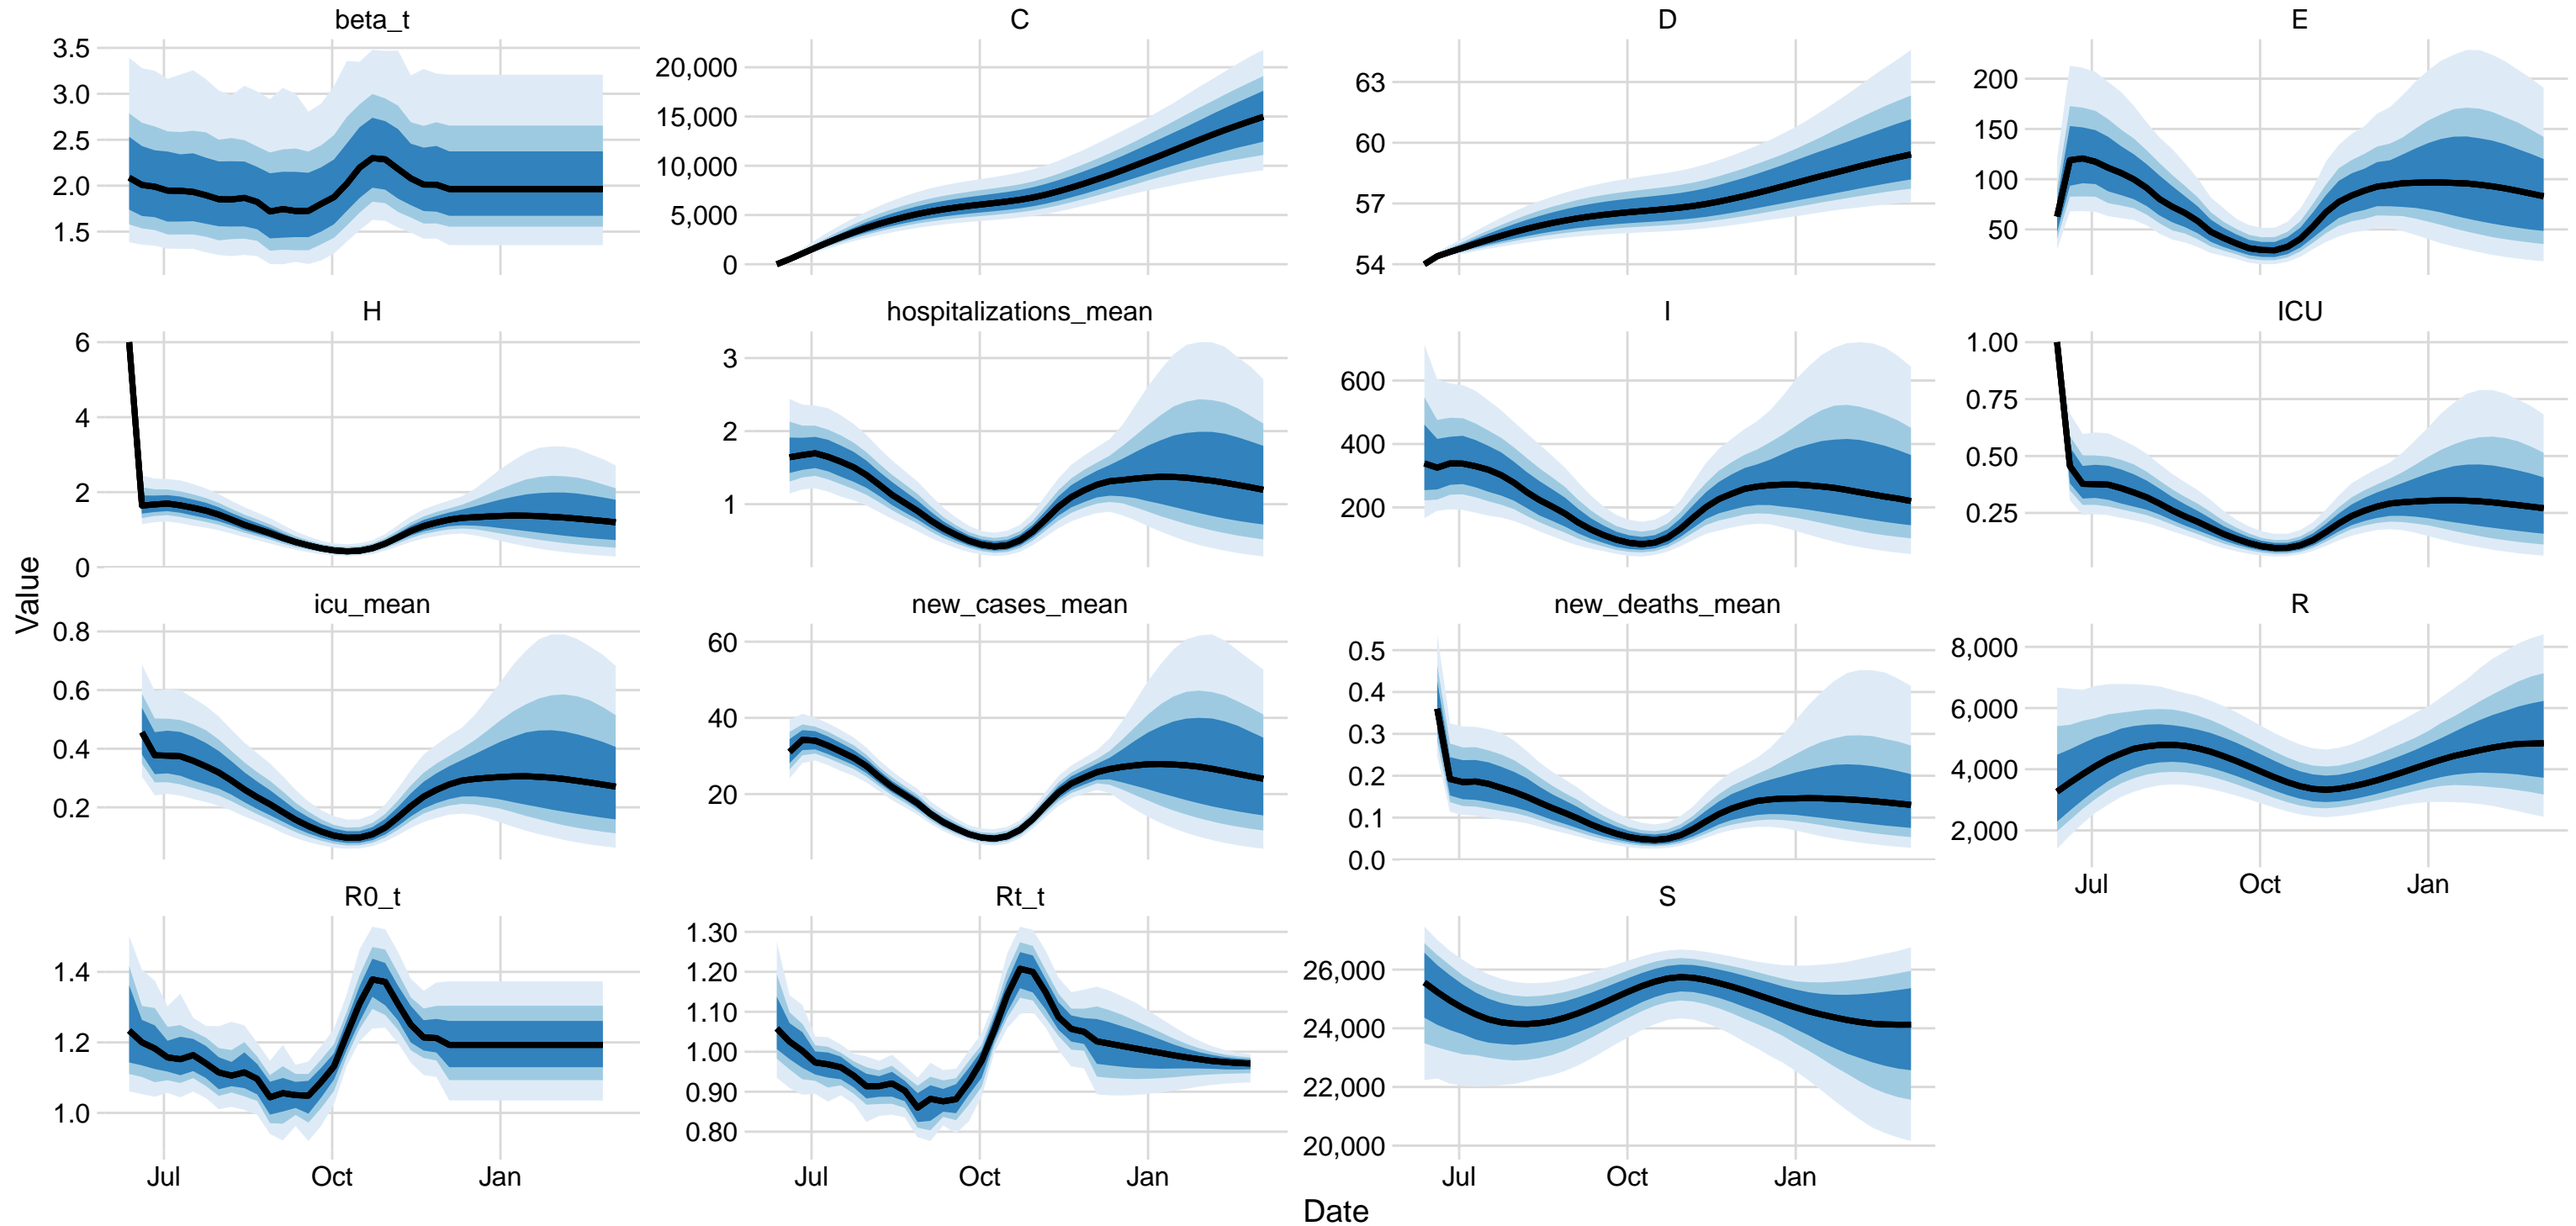 beta_t C D E
3.5 20,000 63 200
3.0 15,000 60 150
2.5 10,000 57 100
2.0 5,000 54 50
1.5 0
H hospitalizations_mean I ICU
6 3 600 1.00
4 2 400 0.75
2 1 200 0.50
0 0.25
Value
icu_mean new_cases_mean new_deaths_mean R
0.8 60 0.5 8,000
0.6 40 0.4 6,000
0.4 20 0.3 4,000
0.2 0.2 2,000
0.1
0.0
Jul Oct Jan
R0_t Rt_t S
1.4 1.30 26,000
1.2 1.20 24,000
1.0 1.10 22,000
1.00 20,000
0.90
0.80
Jul Oct Jan Jul Oct Jan Jul Oct Jan
Date